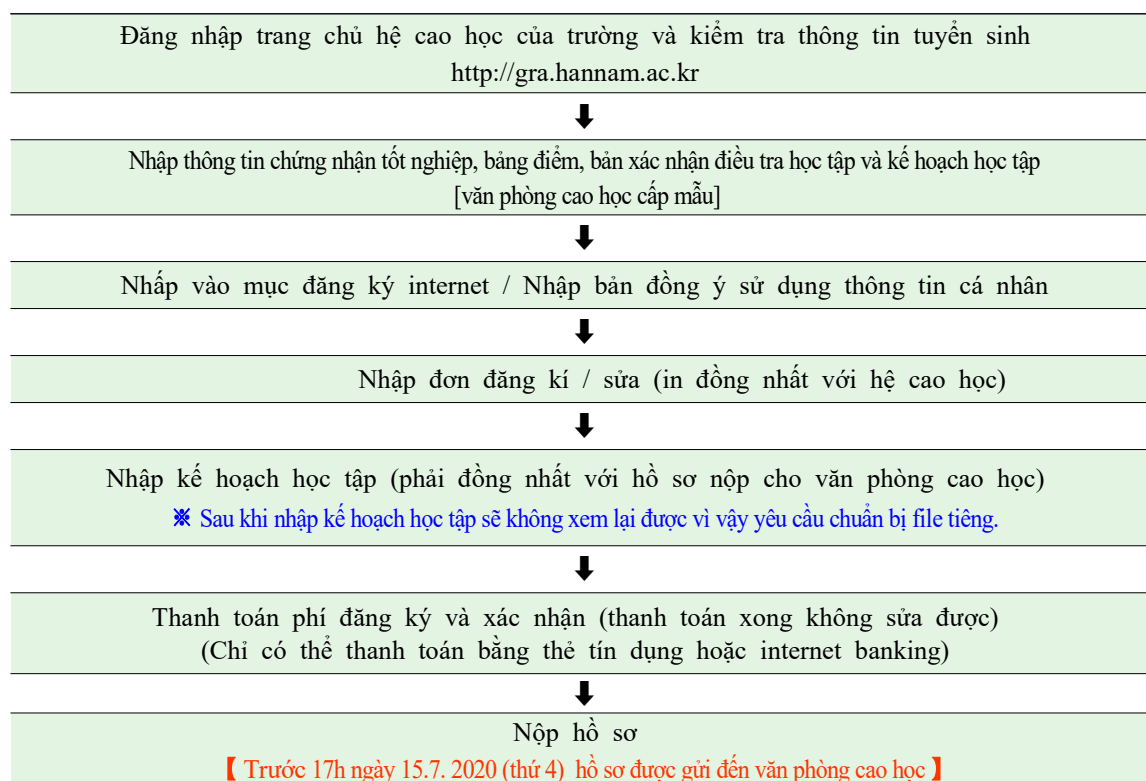 Đăng nhập trang chủ hệ cao học của trường và kiểm tra thông tin tuyển sinh
http://gra.hannam.ac.kr
Nhập thông tin chứng nhận tốt nghiệp, bảng điểm, bản xác nhận điều tra học tập và kế hoạch học tập
[văn phòng cao học cấp mẫu]
Nhấp vào mục đăng ký internet / Nhập bản đồng ý sử dụng thông tin cá nhân
Nhập đơn đăng kí / sửa (in đồng nhất với hệ cao học)
Nhập kế hoạch học tập (phải đồng nhất với hồ sơ nộp cho văn phòng cao học)
※ Sau khi nhập kế hoạch học tập sẽ không xem lại được vì vậy yêu cầu chuẩn bị file tiêng.
Thanh toán phí đăng ký và xác nhận (thanh toán xong không sửa được)
(Chỉ có thể thanh toán bằng thẻ tín dụng hoặc internet banking)
Nộp hồ sơ
【 Trước 17h ngày 15.7. 2020 (thứ 4) hồ sơ được gửi đến văn phòng cao học 】